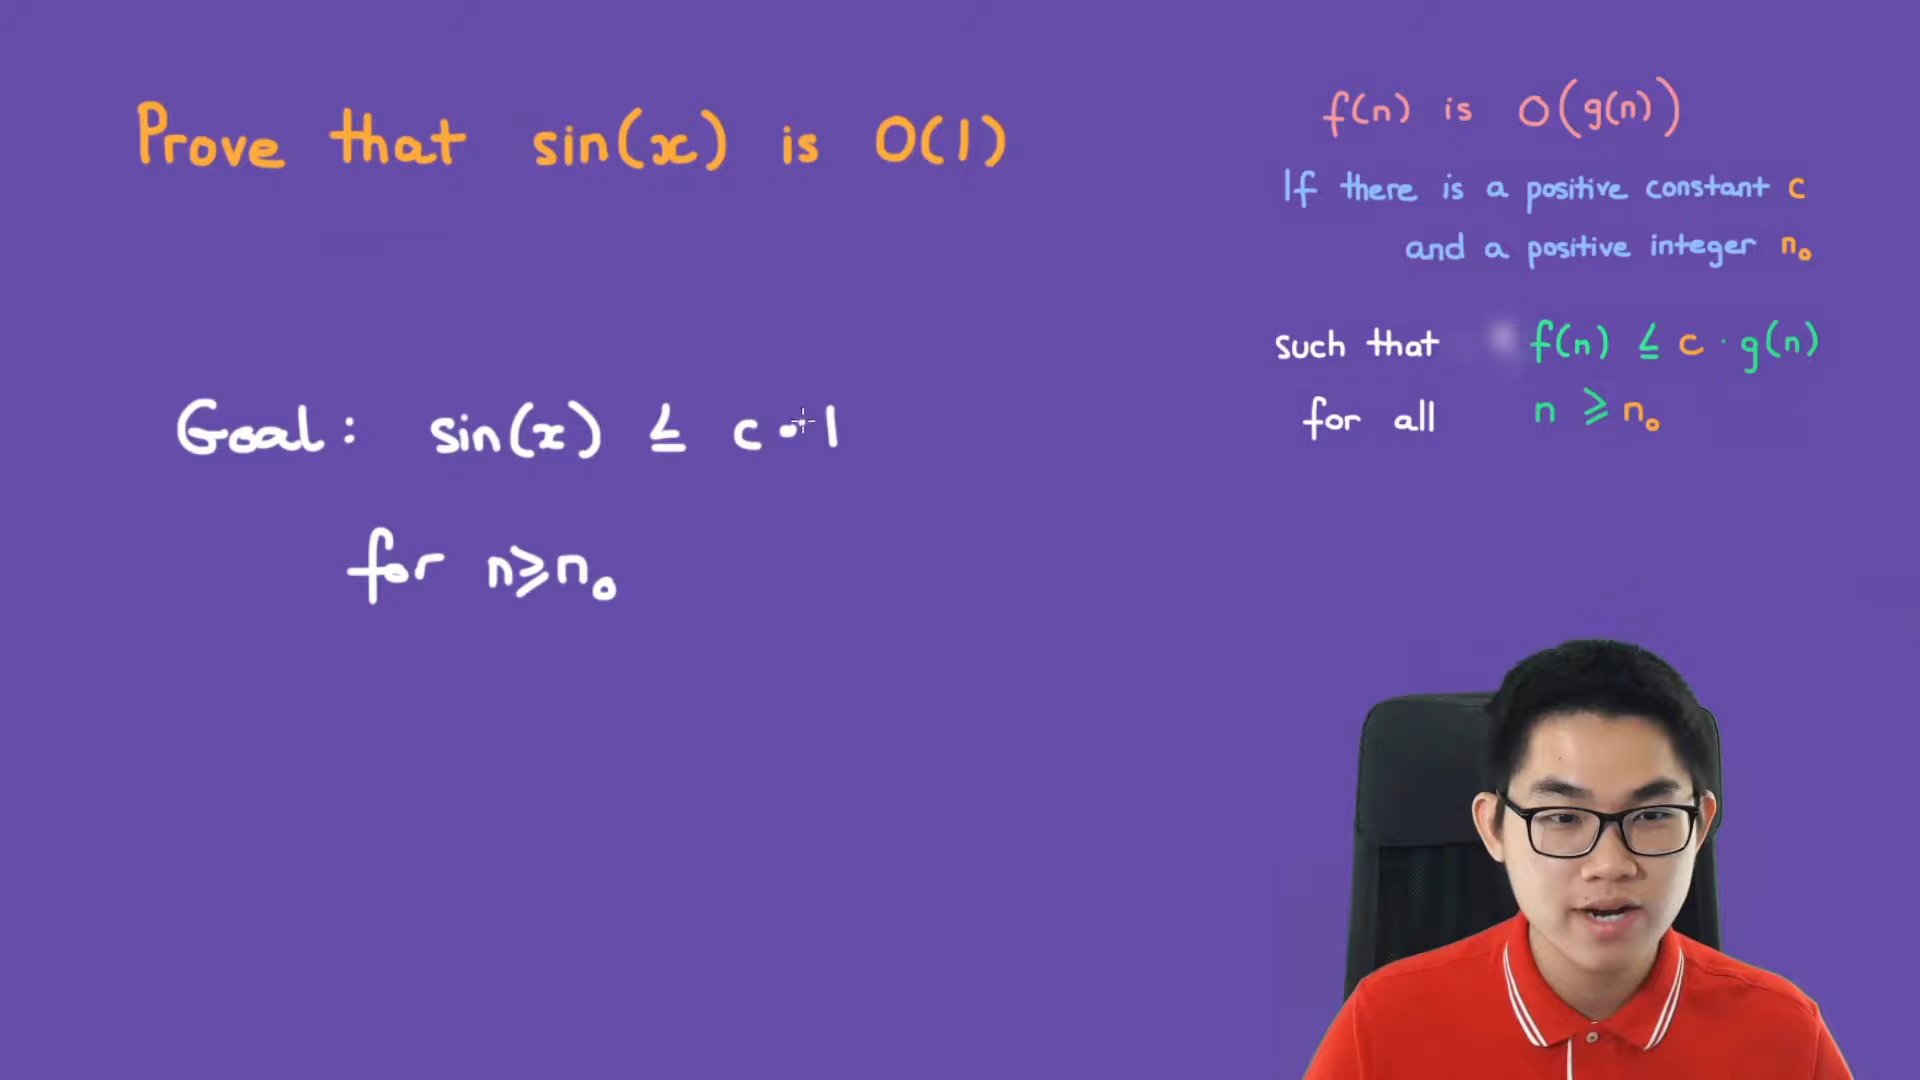 Prove that sin(x) is O(1)
Goal: sin(x) ≤ c · 1
for n ≥ n₀
f(n) is O(g(n))
If there is a positive constant c
and a positive integer n₀
such that f(n) ≤ c · g(n)
for all n ≥ n₀